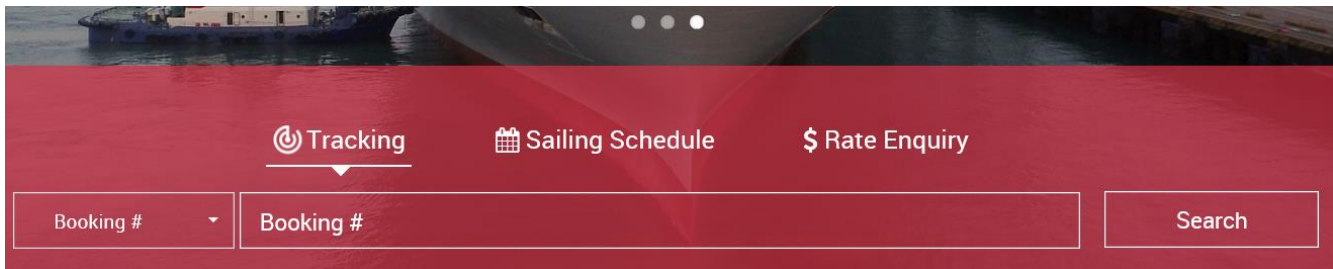 Tracking Sailing Schedule $ Rate Enquiry
Booking # Booking # Search